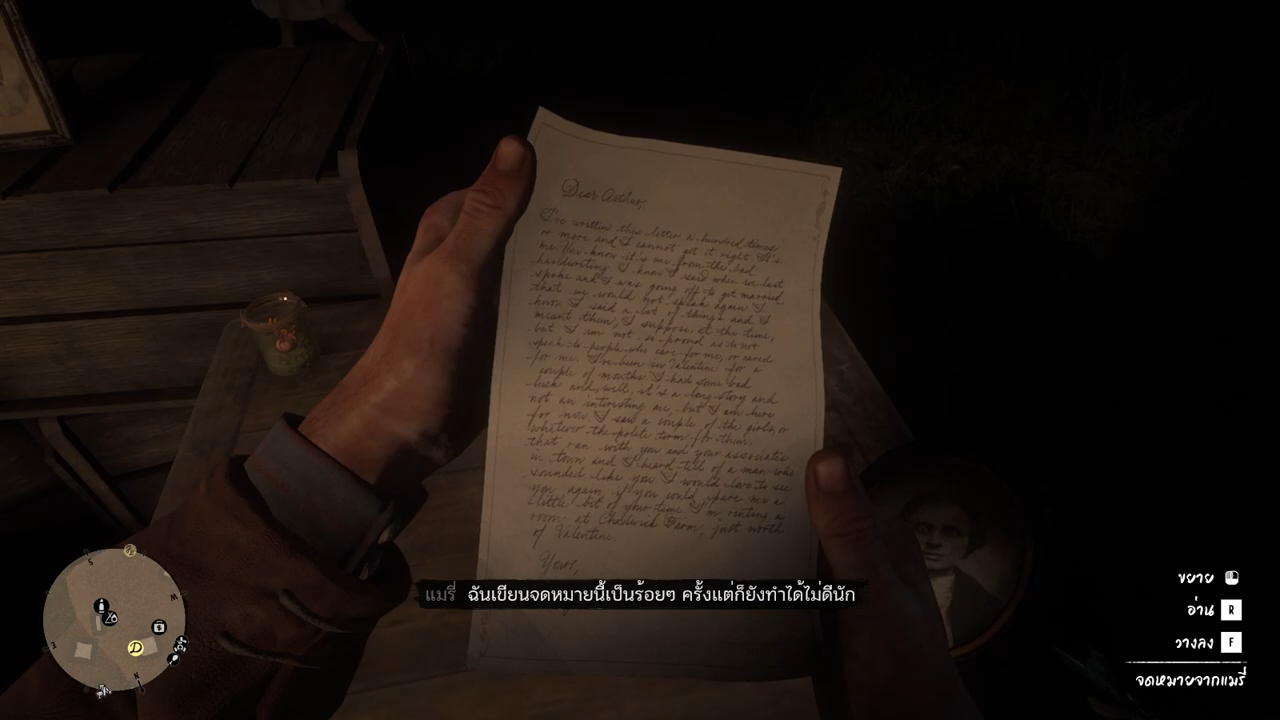 Dear Arthur,
I've written this letter a hundred times
or more and I cannot get it right. It's
me. You know it's me from the bad
handwriting. I know I said when we last
spoke and I was going off to get married
that we would not speak again. I
know I said a lot of things and I
meant them, I suppose, at the time,
but I am not so proud as to not
speak to people who care for me, or cared
for me. I've been in Valentine for a
couple of months. I had some bad
luck and, well, it's a long story and
not an interesting one, but I am here
for now. I saw a couple of the girls, or
whatever the polite term for them,
that ran with you and your associates
in town and I heard tell of a man who
sounded like you. I would love to see
you again, if you could spare me a
little bit of your time. I'm renting a
room at Chadwick Farm, just north
of Valentine.
Yours,
แมรี่ ฉันเขียนจดหมายนี้เป็นร้อยๆ ครั้งแต่ก็ยังทำได้ไม่ดีนัก
ขยาย
อ่าน R
วางลง F
จดหมายจากแมรี่